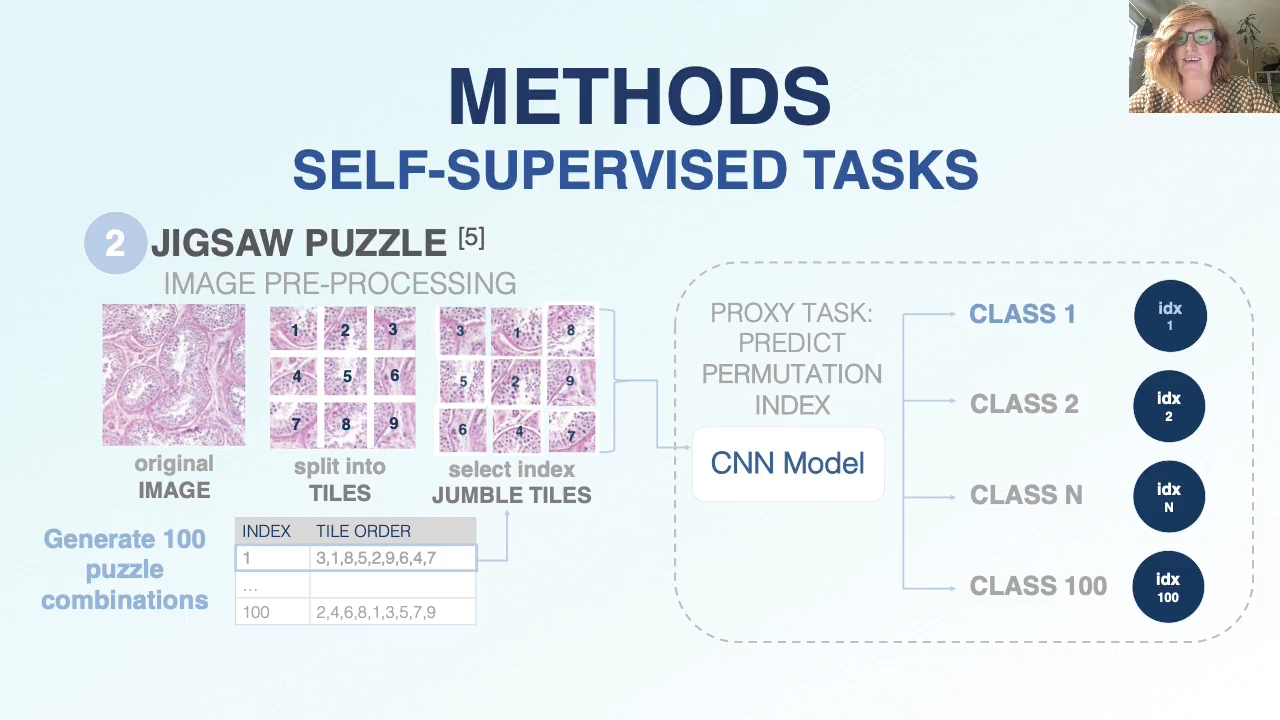 METHODS
SELF-SUPERVISED TASKS
2 JIGSAW PUZZLE [5]
IMAGE PRE-PROCESSING
1 2 3
4 5 6
7 8 9
3 1 8
5 2 9
6 4 7
original
IMAGE
split into
TILES
select index
JUMBLE TILES
Generate 100
puzzle
combinations
INDEX TILE ORDER
1 3,1,8,5,2,9,6,4,7
...
100 2,4,6,8,1,3,5,7,9
PROXY TASK:
PREDICT
PERMUTATION
INDEX
CNN Model
CLASS 1
idx
1
CLASS 2
idx
2
CLASS N
idx
N
CLASS 100
idx
100